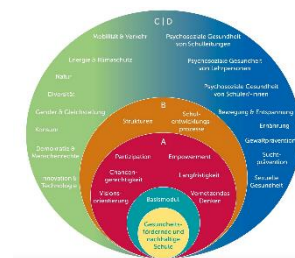 C | D
Mobilität & Verkehr
Energie & Klimaschutz
Natur
Diversität
Gender & Gleichstellung
Konsum
Demokratie &
Menschenrechte
Innovation &
Technologie
Psychosoziale Gesundheit
von Schulleitungen
Psychosoziale Gesundheit
von Lehrpersonen
Psychosoziale Gesundheit
von Schüler/-innen
Bewegung & Entspannung
Ernährung
Gewaltprävention
Sucht-
prävention
Sexuelle
Gesundheit
B
Strukturen
Schul-
entwicklungs
prozesse
A
Partizipation
Empowerment
Chancen-
gerechtigkeit
Langfristigkeit
Visions-
orientierung
Vernetzendes
Denken
Basismodul
Gesundheits-
fördernde und
nachhaltige
Schule